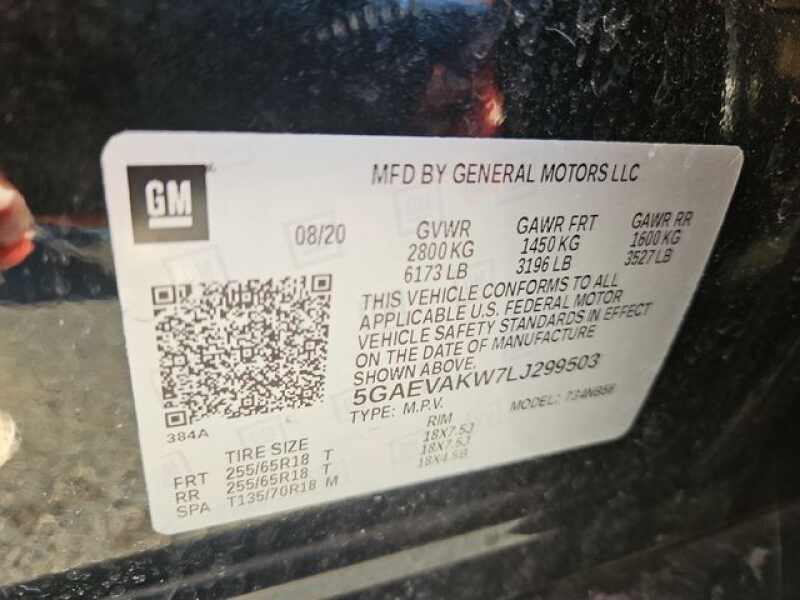 GM
MFD BY GENERAL MOTORS LLC
08/20
GVWR
2800 KG
6173 LB
GAWR FRT
1450 KG
3196 LB
GAWR RR
1600 KG
3527 LB
THIS VEHICLE CONFORMS TO ALL
APPLICABLE U.S. FEDERAL MOTOR
VEHICLE SAFETY STANDARDS IN EFFECT
ON THE DATE OF MANUFACTURE
SHOWN ABOVE.
5GAEVAKW7LJ299503
TYPE: M.P.V. MODEL:
384A
TIRE SIZE RIM
FRT 255/65R18 T 18X7.5J
RR 255/65R18 T 18X7.5J
SPA T135/70R18 M 18X4.5B